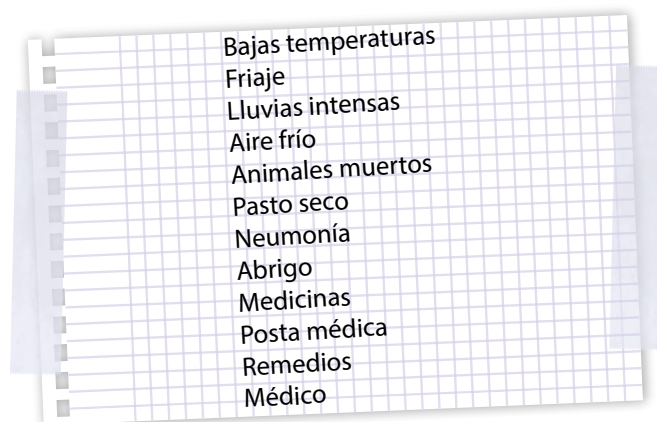 Bajas temperaturas
Friaje
Lluvias intensas
Aire frío
Animales muertos
Pasto seco
Neumonía
Abrigo
Medicinas
Posta médica
Remedios
Médico